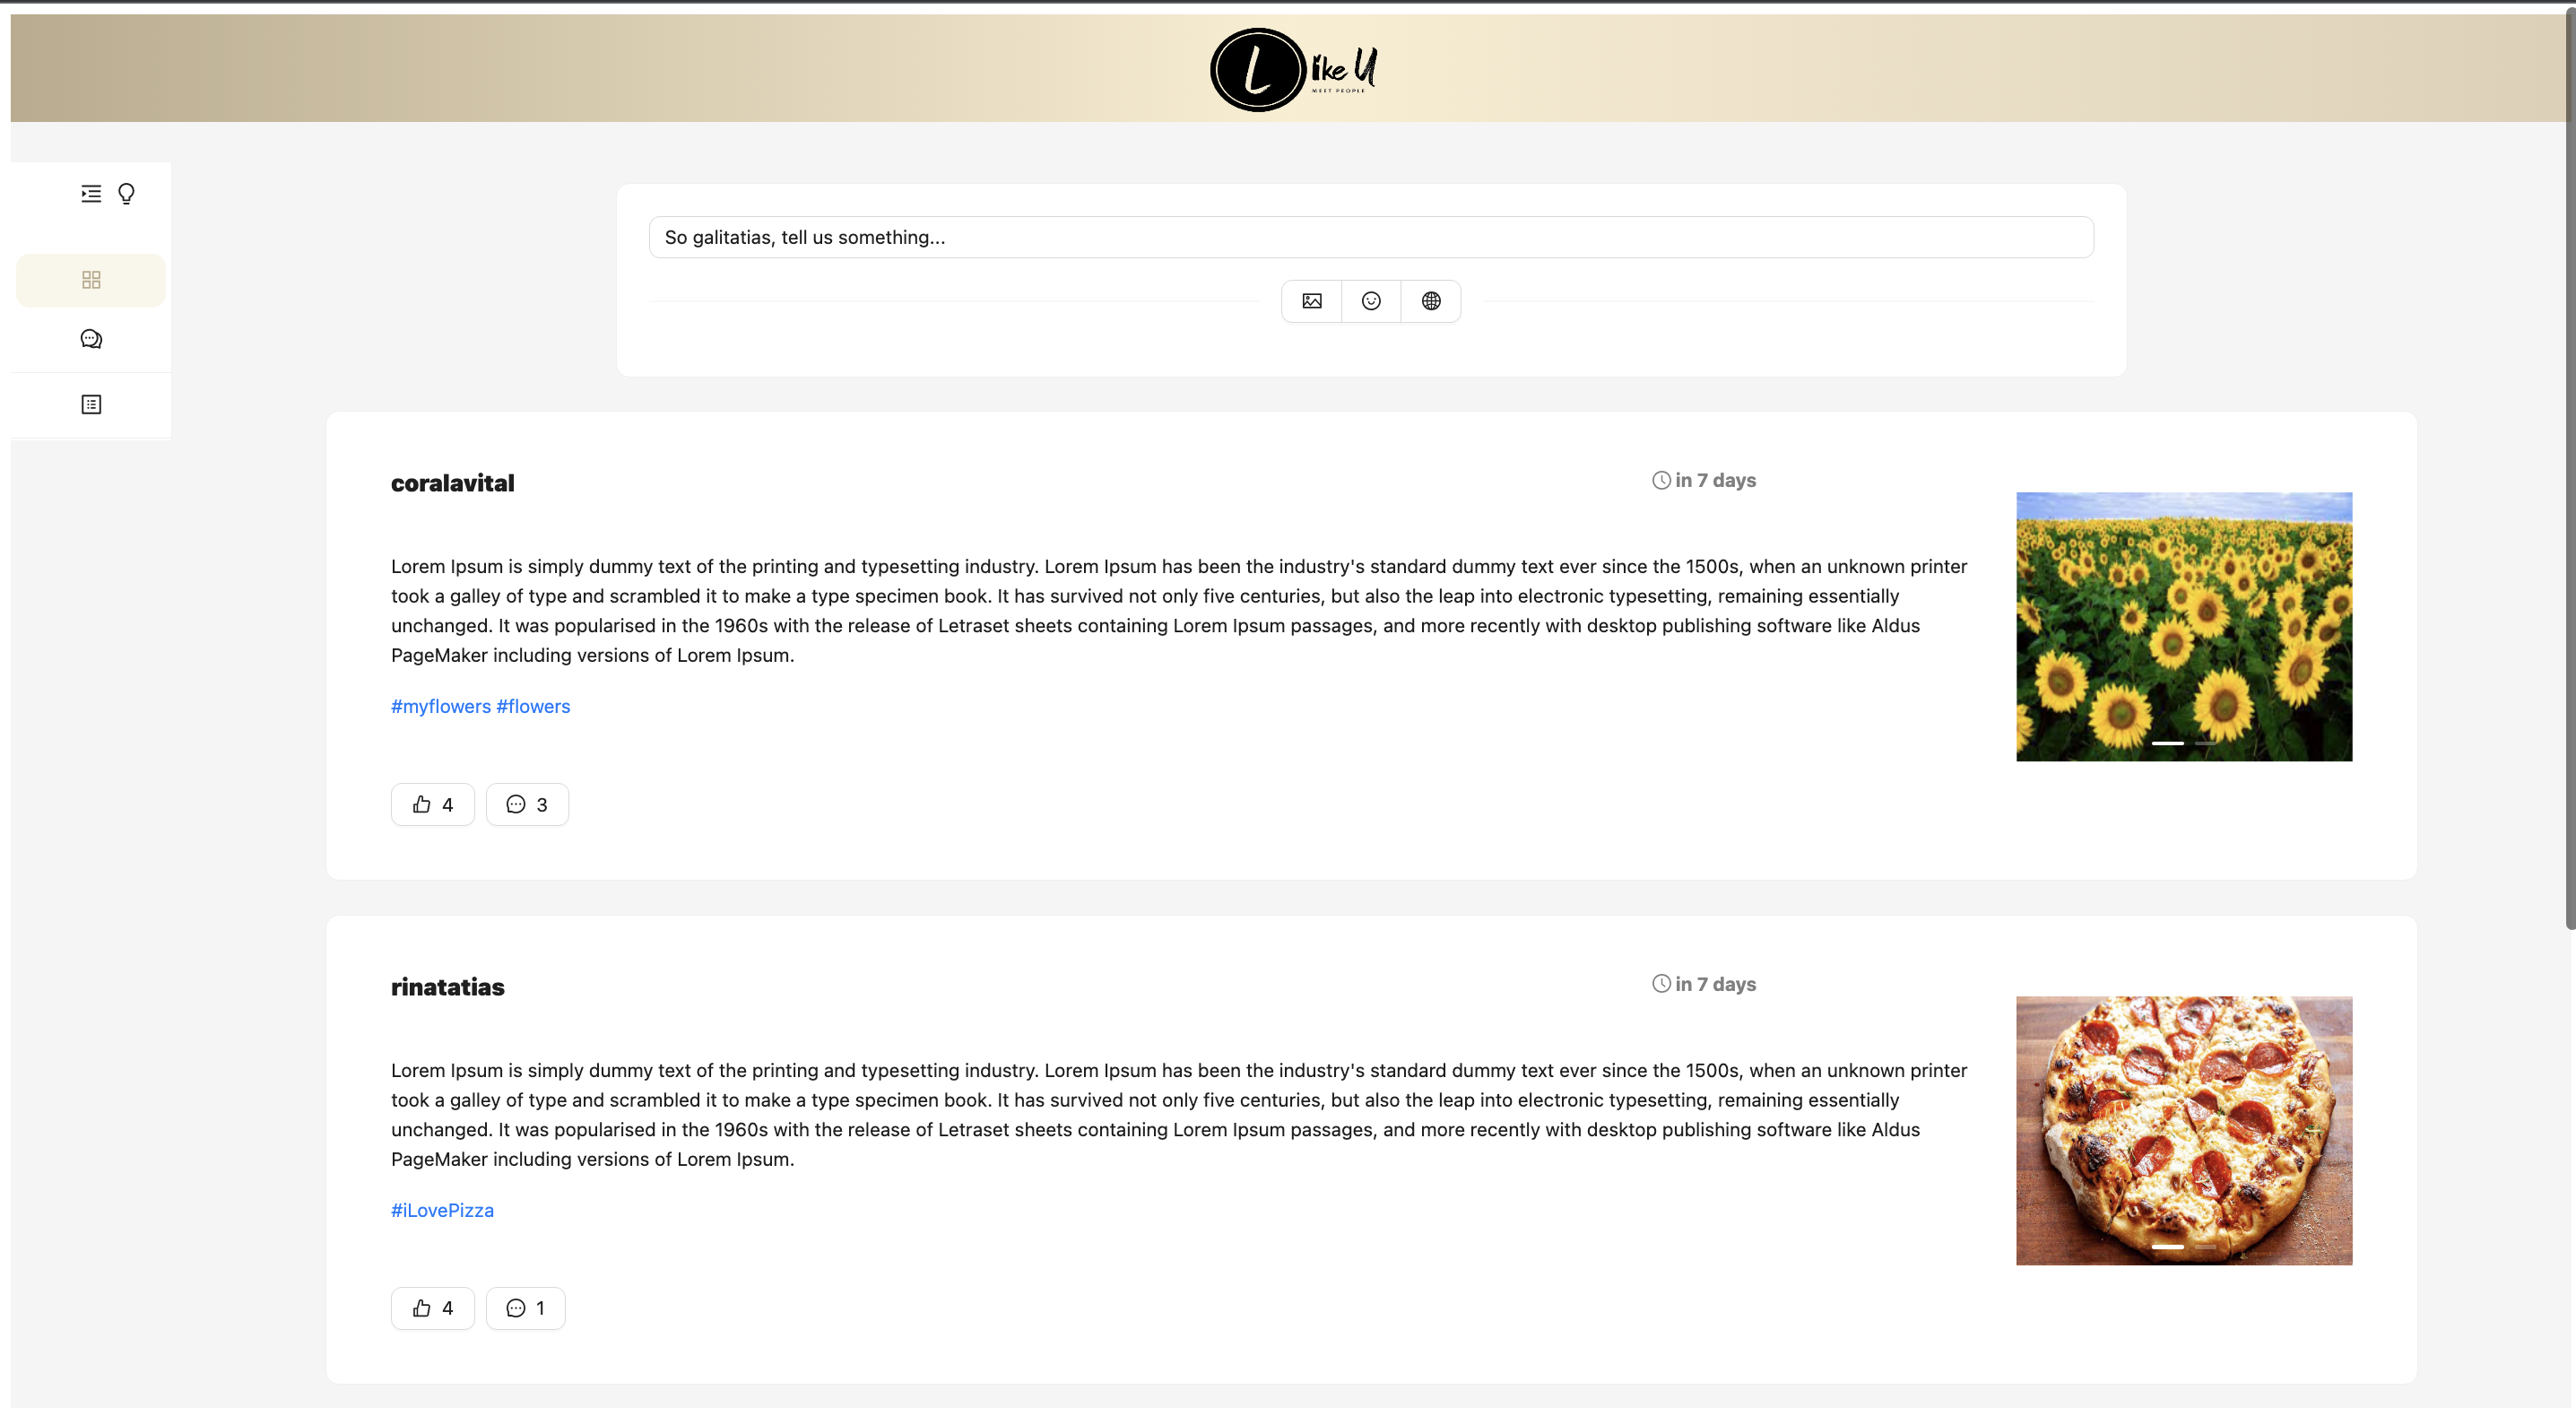 Like U
MEET PEOPLE
So galitatias, tell us something...
coralavital
in 7 days
Lorem Ipsum is simply dummy text of the printing and typesetting industry. Lorem Ipsum has been the industry's standard dummy text ever since the 1500s, when an unknown printer
took a galley of type and scrambled it to make a type specimen book. It has survived not only five centuries, but also the leap into electronic typesetting, remaining essentially
unchanged. It was popularised in the 1960s with the release of Letraset sheets containing Lorem Ipsum passages, and more recently with desktop publishing software like Aldus
PageMaker including versions of Lorem Ipsum.
#myflowers #flowers
4 3
rinatatias
in 7 days
Lorem Ipsum is simply dummy text of the printing and typesetting industry. Lorem Ipsum has been the industry's standard dummy text ever since the 1500s, when an unknown printer
took a galley of type and scrambled it to make a type specimen book. It has survived not only five centuries, but also the leap into electronic typesetting, remaining essentially
unchanged. It was popularised in the 1960s with the release of Letraset sheets containing Lorem Ipsum passages, and more recently with desktop publishing software like Aldus
PageMaker including versions of Lorem Ipsum.
#iLovePizza
4 1